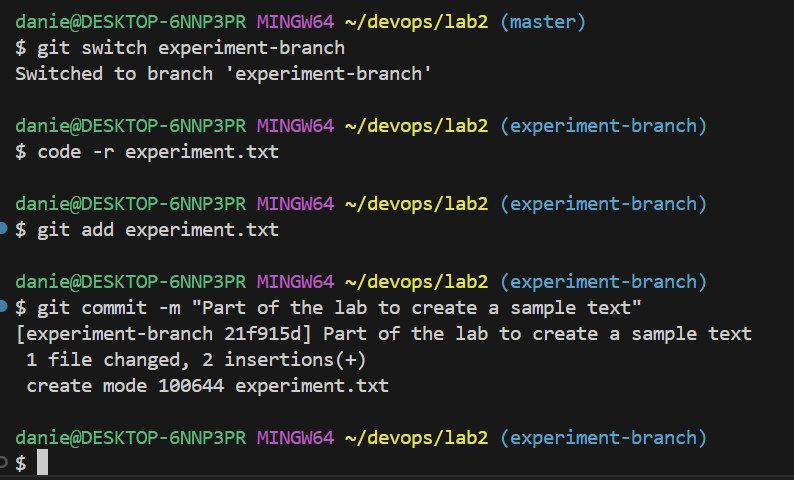 danie@DESKTOP-6NNP3PR MINGW64 ~/devops/lab2 (master)
$ git switch experiment-branch
Switched to branch 'experiment-branch'
danie@DESKTOP-6NNP3PR MINGW64 ~/devops/lab2 (experiment-branch)
$ code -r experiment.txt
danie@DESKTOP-6NNP3PR MINGW64 ~/devops/lab2 (experiment-branch)
$ git add experiment.txt
danie@DESKTOP-6NNP3PR MINGW64 ~/devops/lab2 (experiment-branch)
$ git commit -m "Part of the lab to create a sample text"
[experiment-branch 21f915d] Part of the lab to create a sample text
 1 file changed, 2 insertions(+)
 create mode 100644 experiment.txt
danie@DESKTOP-6NNP3PR MINGW64 ~/devops/lab2 (experiment-branch)
$